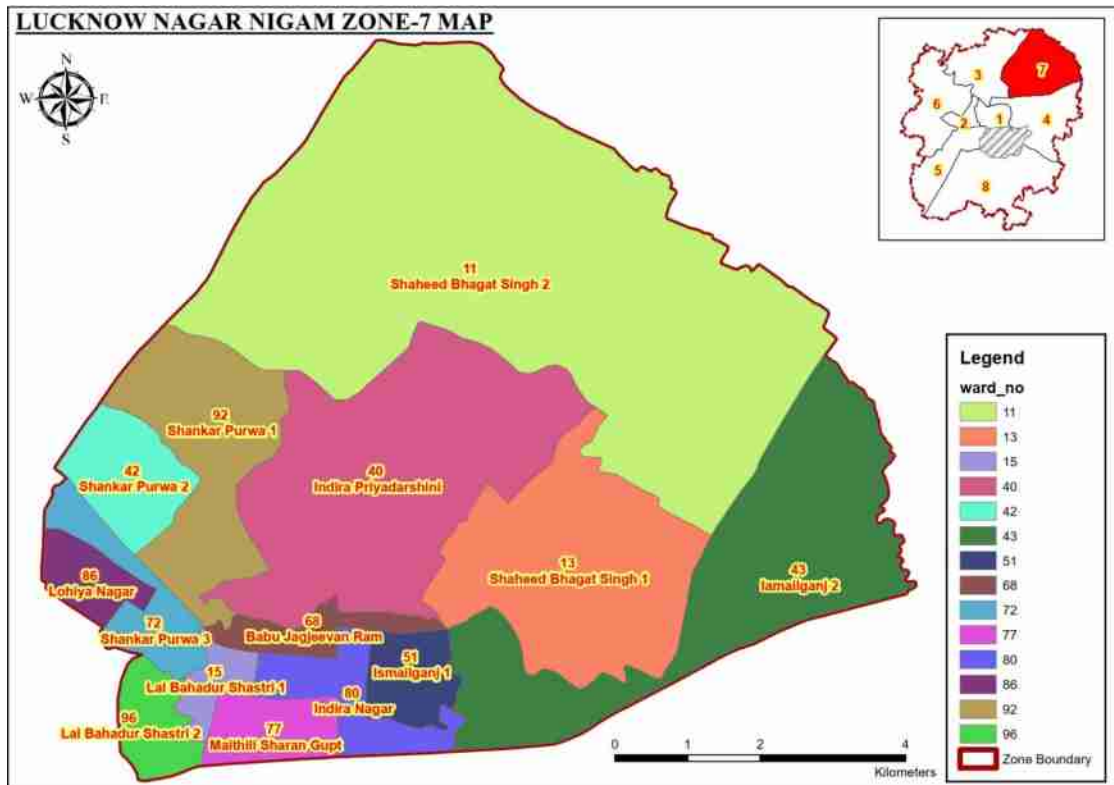 LUCKNOW NAGAR NIGAM ZONE-7 MAP
N
W
E
S
3
7
6
2
1
4
5
8
11
Shaheed Bhagat Singh 2
92
Shankar Purwa 1
42
Shankar Purwa 2
40
Indira Priyadarshini
13
Shaheed Bhagat Singh 1
43
Iamailganj 2
86
Lohiya Nagar
72
Shankar Purwa 3
68
Babu Jagjeevan Ram
51
Ismailganj 1
15
Lal Bahadur Shastri 1
80
Indira Nagar
96
Lal Bahadur Shastri 2
77
Maithili Sharan Gupt
Legend
ward_no
11
13
15
40
42
43
51
68
72
77
80
86
92
96
Zone Boundary
0 1 2 4
Kilometers